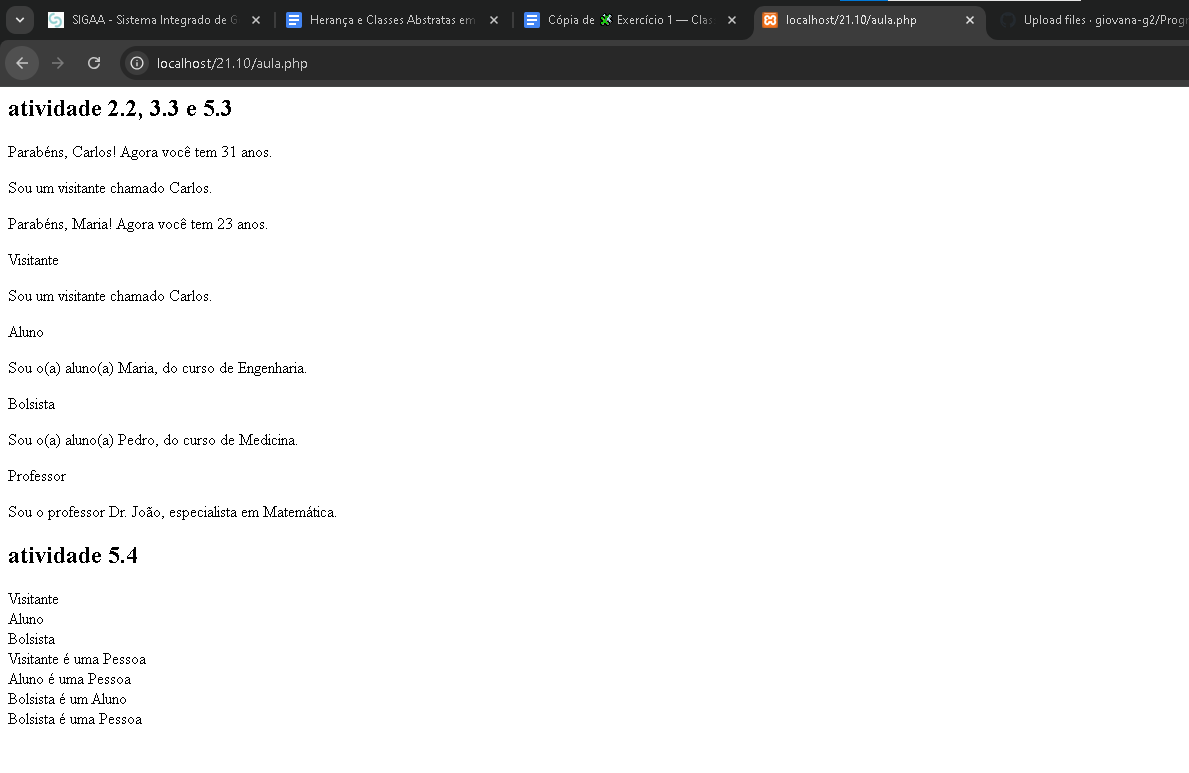 SIGAA - Sistema Integrado de G
Herança e Classes Abstratas em
Cópia de Exercício 1 — Clas
localhost/21.10/aula.php
Upload files · giovana-g2/Progr
localhost/21.10/aula.php
atividade 2.2, 3.3 e 5.3
Parabéns, Carlos! Agora você tem 31 anos.
Sou um visitante chamado Carlos.
Parabéns, Maria! Agora você tem 23 anos.
Visitante
Sou um visitante chamado Carlos.
Aluno
Sou o(a) aluno(a) Maria, do curso de Engenharia.
Bolsista
Sou o(a) aluno(a) Pedro, do curso de Medicina.
Professor
Sou o professor Dr. João, especialista em Matemática.
atividade 5.4
Visitante
Aluno
Bolsista
Visitante é uma Pessoa
Aluno é uma Pessoa
Bolsista é um Aluno
Bolsista é uma Pessoa